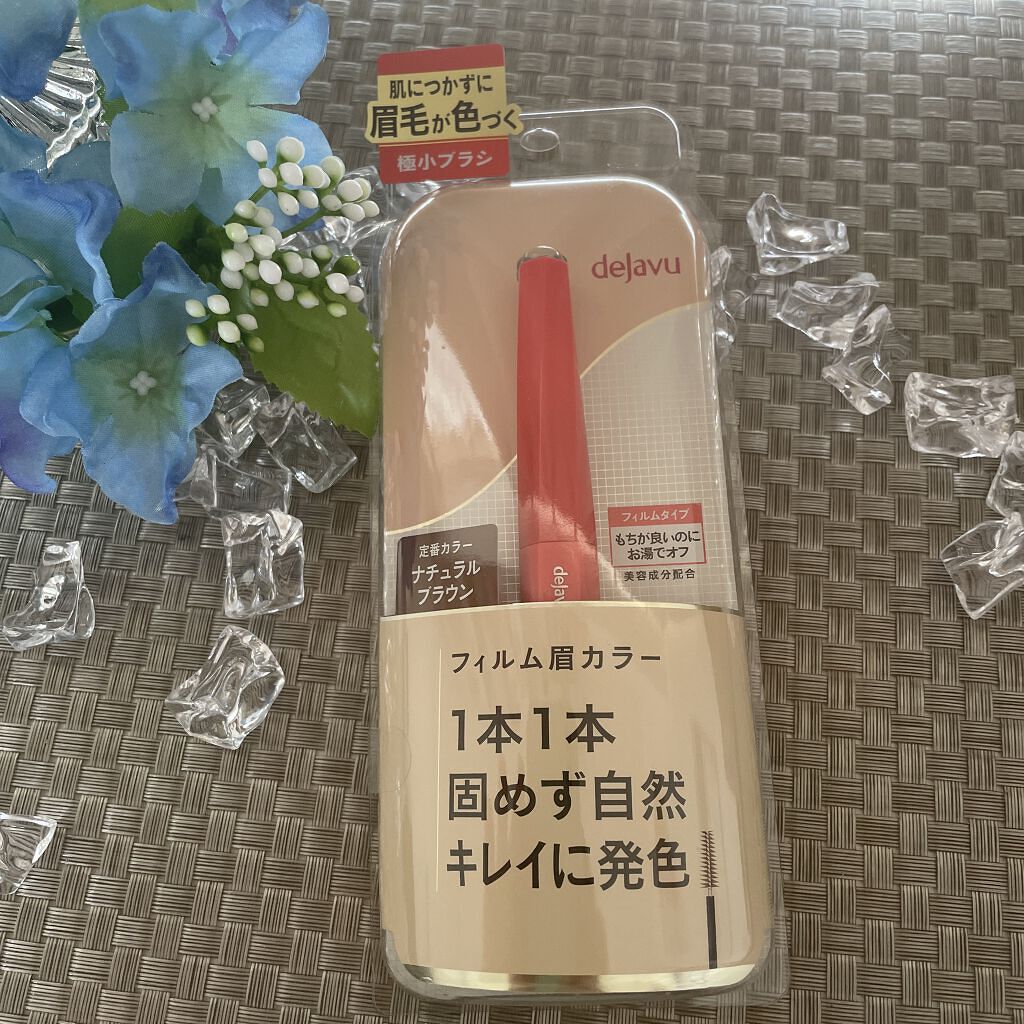 肌につかずに
眉毛が色づく
極小ブラシ
dejavu
フィルムタイプ
もちが良いのに
お湯でオフ
美容成分配合
定番カラー
ナチュラル
ブラウン
dejav
フィルム眉カラー
1本1本
固めず自然
キレイに発色